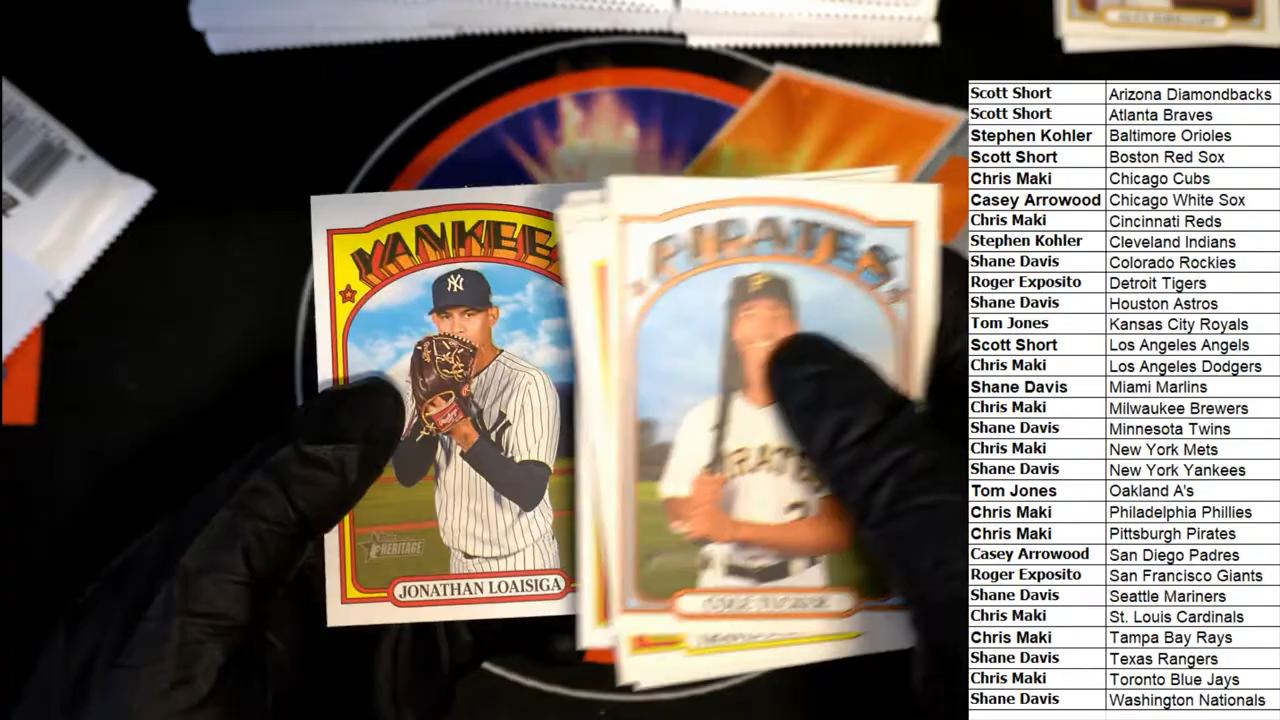 YANKEES
NY
HERITAGE
JONATHAN LOAISIGA
PIRATES
P
PIRATES
Scott Short Arizona Diamondbacks
Scott Short Atlanta Braves
Stephen Kohler Baltimore Orioles
Scott Short Boston Red Sox
Chris Maki Chicago Cubs
Casey Arrowood Chicago White Sox
Chris Maki Cincinnati Reds
Stephen Kohler Cleveland Indians
Shane Davis Colorado Rockies
Roger Exposito Detroit Tigers
Shane Davis Houston Astros
Tom Jones Kansas City Royals
Scott Short Los Angeles Angels
Chris Maki Los Angeles Dodgers
Shane Davis Miami Marlins
Chris Maki Milwaukee Brewers
Shane Davis Minnesota Twins
Chris Maki New York Mets
Shane Davis New York Yankees
Tom Jones Oakland A's
Chris Maki Philadelphia Phillies
Chris Maki Pittsburgh Pirates
Casey Arrowood San Diego Padres
Roger Exposito San Francisco Giants
Shane Davis Seattle Mariners
Chris Maki St. Louis Cardinals
Chris Maki Tampa Bay Rays
Shane Davis Texas Rangers
Chris Maki Toronto Blue Jays
Shane Davis Washington Nationals